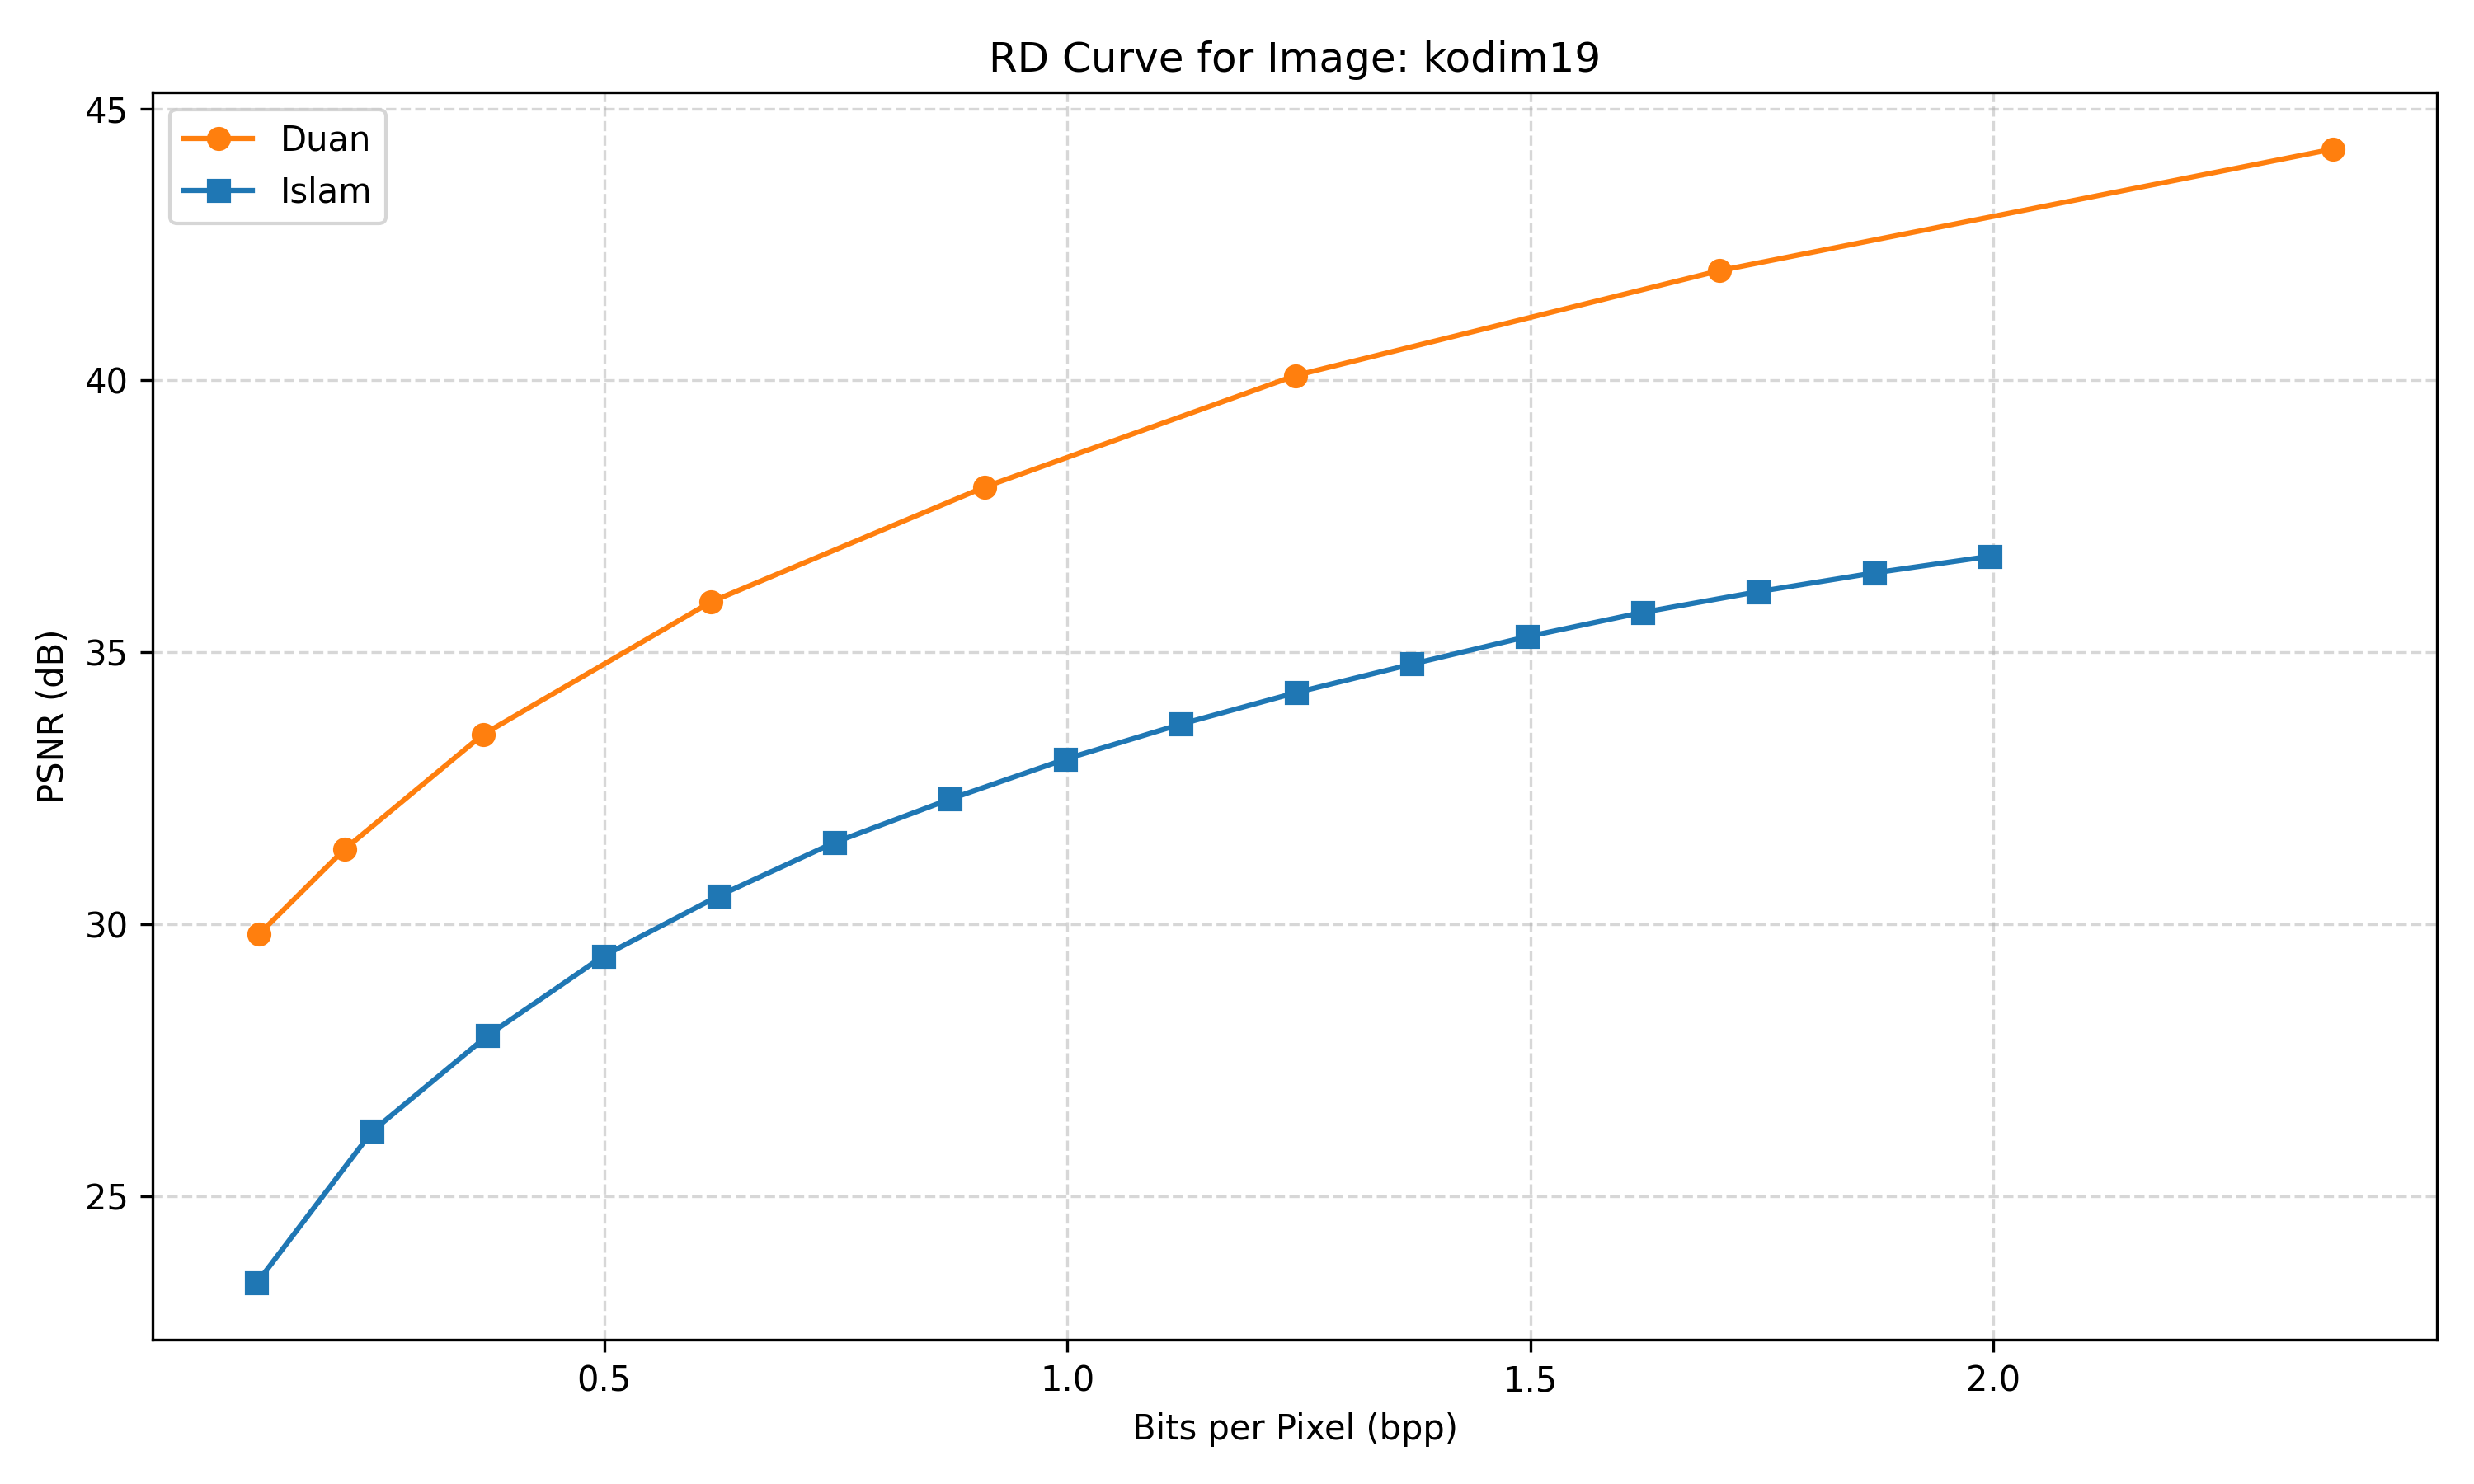 RD Curve for Image: kodim19
Duan
Islam
45
40
35
30
25
PSNR (dB)
0.5
1.0
1.5
2.0
Bits per Pixel (bpp)